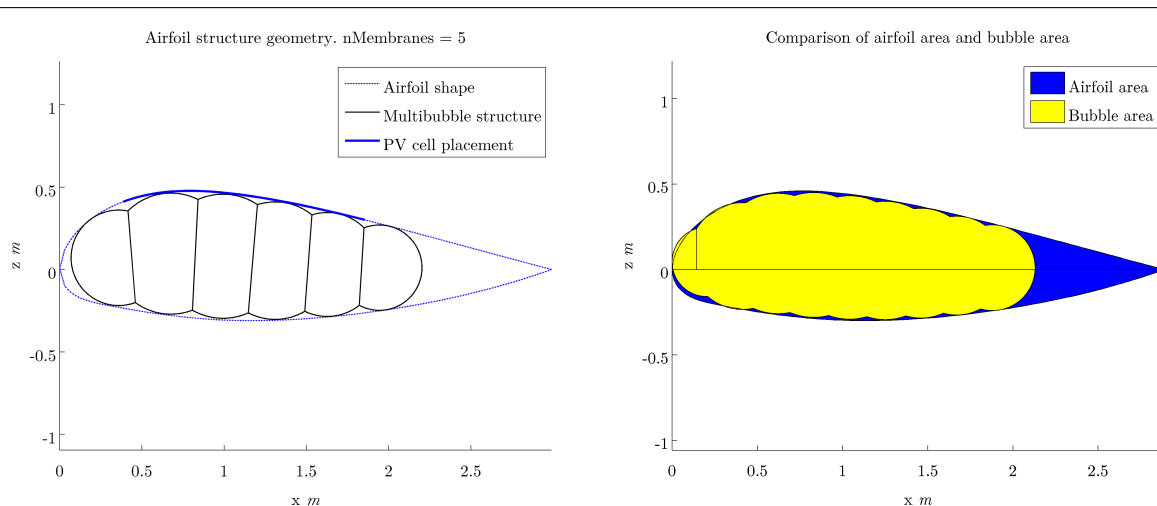 Airfoil structure geometry. nMembranes = 5
Airfoil shape
Multibubble structure
PV cell placement
1
0.5
0
-0.5
-1
z m
0 0.5 1 1.5 2 2.5
x m
Comparison of airfoil area and bubble area
Airfoil area
Bubble area
1
0.5
0
-0.5
-1
z m
0 0.5 1 1.5 2 2.5
x m